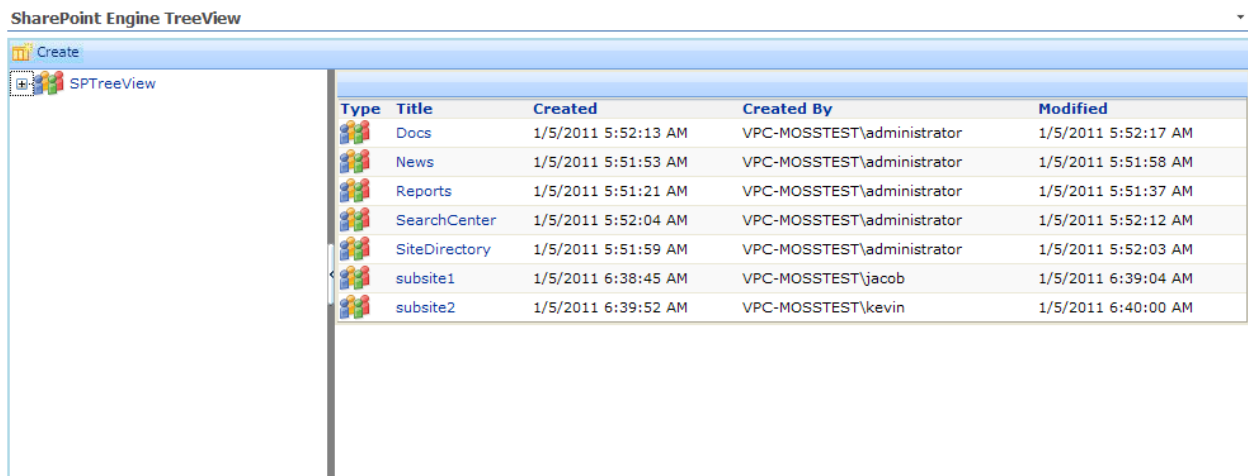 SharePoint Engine TreeView
Create
SPTreeView
Type Title Created Created By Modified
Docs 1/5/2011 5:52:13 AM VPC-MOSSTEST\administrator 1/5/2011 5:52:17 AM
News 1/5/2011 5:51:53 AM VPC-MOSSTEST\administrator 1/5/2011 5:51:58 AM
Reports 1/5/2011 5:51:21 AM VPC-MOSSTEST\administrator 1/5/2011 5:51:37 AM
SearchCenter 1/5/2011 5:52:04 AM VPC-MOSSTEST\administrator 1/5/2011 5:52:12 AM
SiteDirectory 1/5/2011 5:51:59 AM VPC-MOSSTEST\administrator 1/5/2011 5:52:03 AM
subsite1 1/5/2011 6:38:45 AM VPC-MOSSTEST\jacob 1/5/2011 6:39:04 AM
subsite2 1/5/2011 6:39:52 AM VPC-MOSSTEST\kevin 1/5/2011 6:40:00 AM